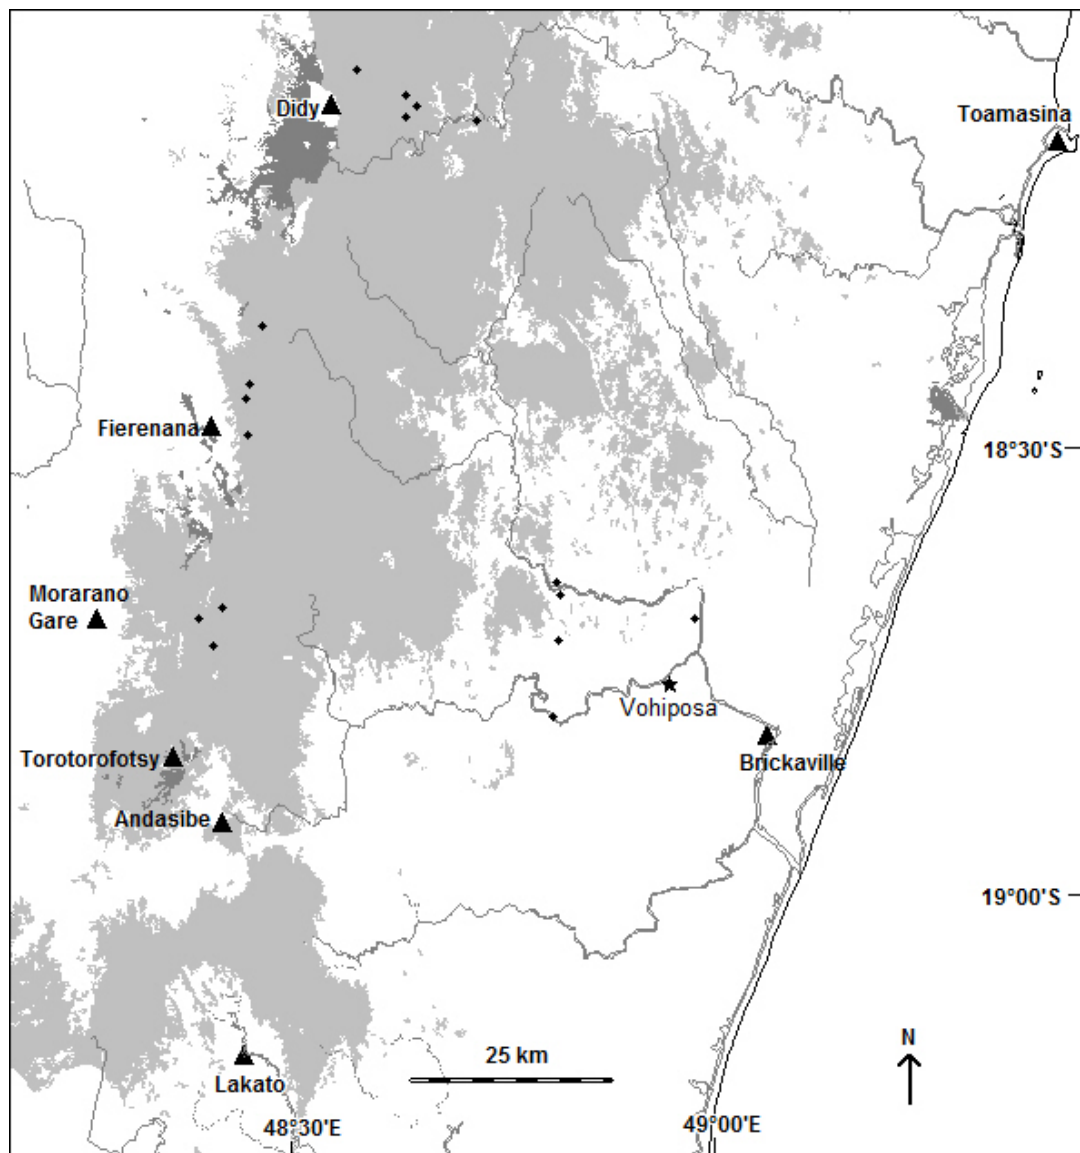 Didy
Toamasina
Fierenana
18°30'S
Morarano
Gare
Vohiposa
Torotorofotsy
Brickaville
Andasibe
19°00'S
N
25 km
Lakato
48°30'E
49°00'E